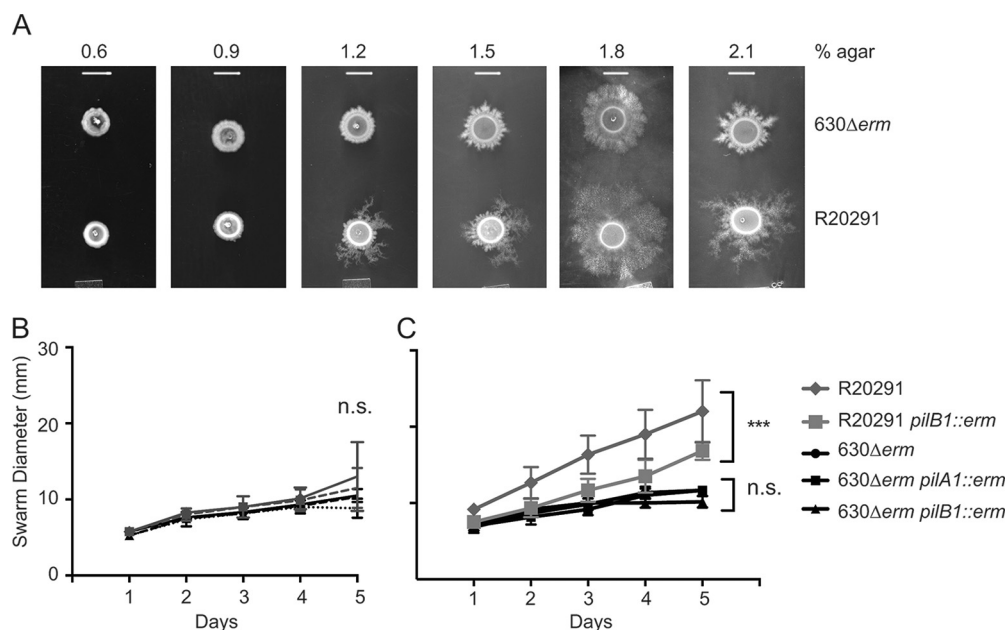 A
0.6 0.9 1.2 1.5 1.8 2.1 % agar
630Δerm
R20291
B
C
30
20
10
0
Swarm Diameter (mm)
n.s.
1 2 3 4 5
Days
***
n.s.
1 2 3 4 5
Days
R20291
R20291 pilB1::erm
630Δerm
630Δerm pilA1::erm
630Δerm pilB1::erm